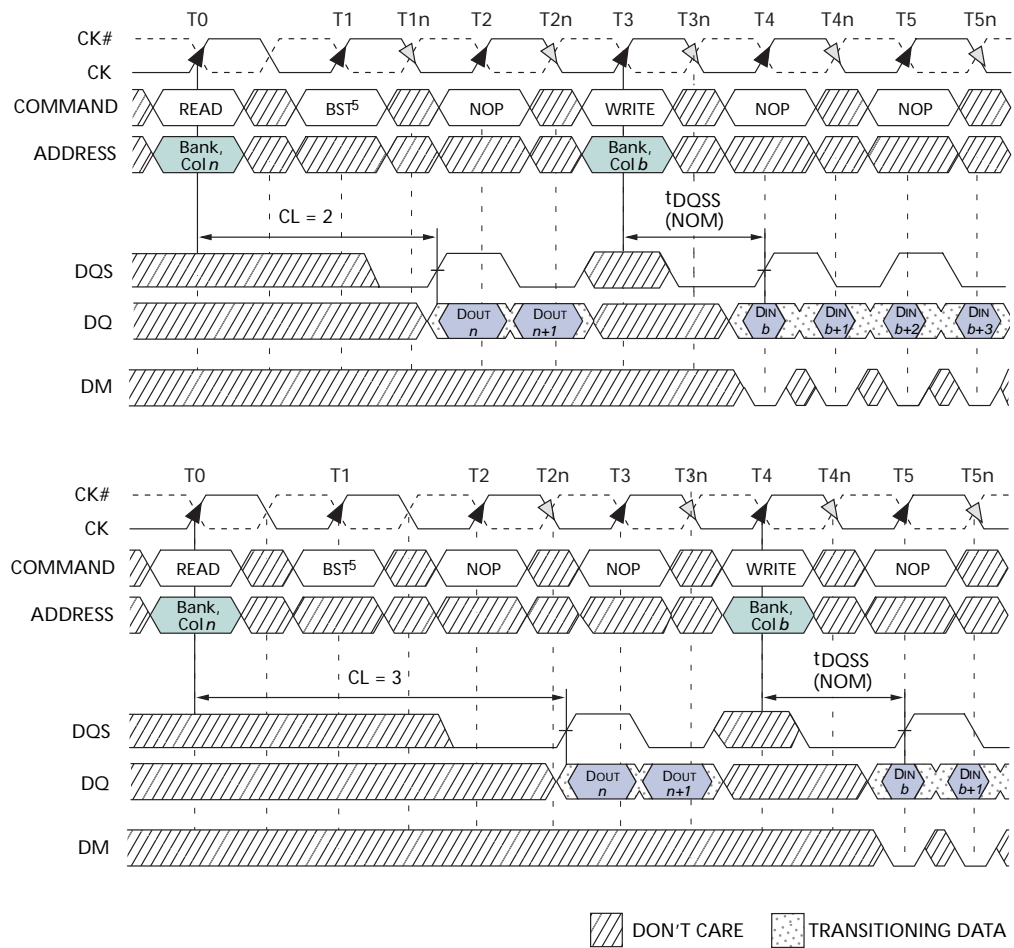 T0 T1 T1n T2 T2n T3 T3n T4 T4n T5 T5n
CK#
CK
COMMAND READ BST5 NOP WRITE NOP NOP
ADDRESS Bank, Col n Bank, Col b
CL = 2
tDQSS
(NOM)
DQS
DQ DOUT n DOUT n+1 DIN b DIN b+1 DIN b+2 DIN b+3
DM
T0 T1 T2 T2n T3 T3n T4 T4n T5 T5n
CK#
CK
COMMAND READ BST5 NOP NOP WRITE NOP
ADDRESS Bank, Col n Bank, Col b
CL = 3
tDQSS
(NOM)
DQS
DQ DOUT n DOUT n+1 DIN b DIN b+1
DM
DON'T CARE TRANSITIONING DATA